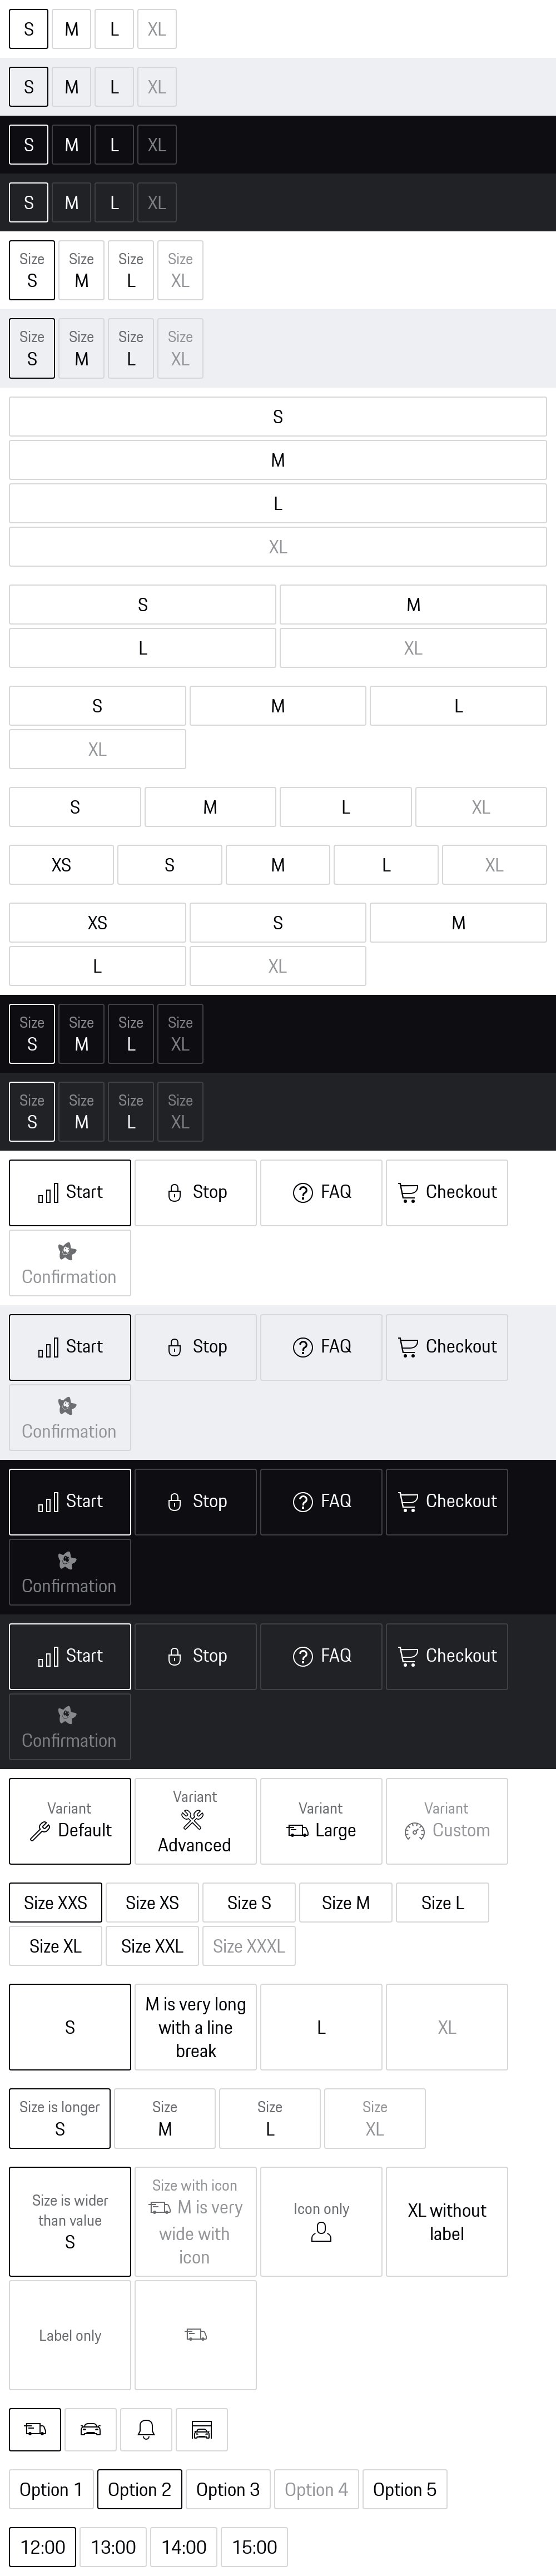 S M L XL
S M L XL
S M L XL
S M L XL
Size Size Size Size
S M L XL
Size Size Size Size
S M L XL
S
M
L
XL
S M
L XL
S M L
XL
S M L XL
XS S M L XL
XS S M
L XL
Size Size Size Size
S M L XL
Size Size Size Size
S M L XL
Start Stop FAQ Checkout
Confirmation
Start Stop FAQ Checkout
Confirmation
Start Stop FAQ Checkout
Confirmation
Start Stop FAQ Checkout
Confirmation
Variant
Default
Variant
Advanced
Variant
Large
Variant
Custom
Size XXS Size XS Size S Size M Size L
Size XL Size XXL Size XXXL
S
M is very long
with a line
break
L
XL
Size is longer Size Size Size
S M L XL
Size is wider
than value
S
Size with icon
M is very
wide with
icon
Icon only
XL without
label
Label only
Option 1 Option 2 Option 3 Option 4 Option 5
12:00 13:00 14:00 15:00